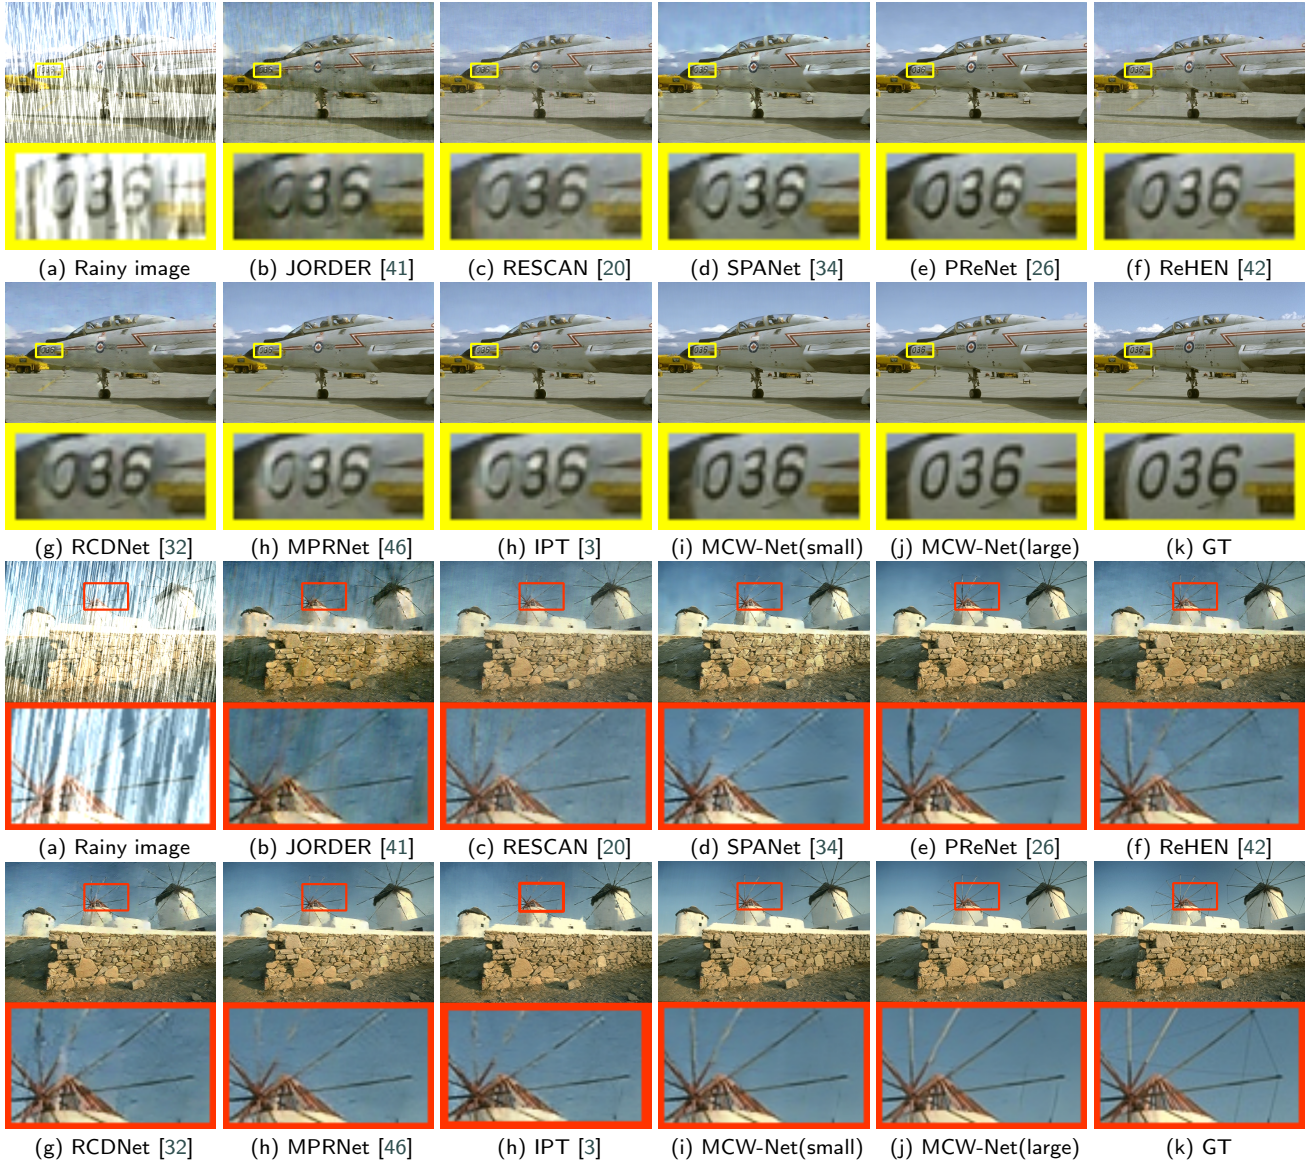 036 036 036 036 036 036
(a) Rainy image (b) JORDER [41] (c) RESCAN [20] (d) SPANet [34] (e) PReNet [26] (f) ReHEN [42]
036 036 036 036 036 036
(g) RCDNet [32] (h) MPRNet [46] (h) IPT [3] (i) MCW-Net(small) (j) MCW-Net(large) (k) GT
(a) Rainy image (b) JORDER [41] (c) RESCAN [20] (d) SPANet [34] (e) PReNet [26] (f) ReHEN [42]
(g) RCDNet [32] (h) MPRNet [46] (h) IPT [3] (i) MCW-Net(small) (j) MCW-Net(large) (k) GT